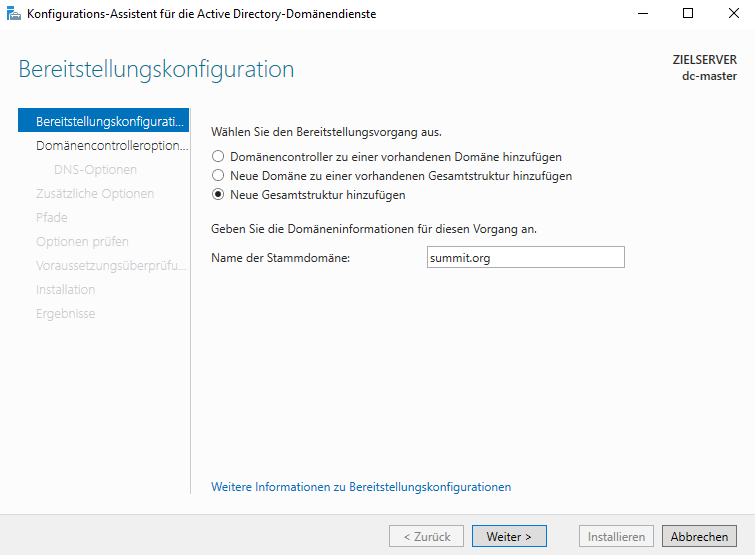 Konfigurations-Assistent für die Active Directory-Domänendienste
Bereitstellungskonfiguration
ZIELSERVER
dc-master
Bereitstellungskonfigurati...
Domänencontrolleroption...
DNS-Optionen
Zusätzliche Optionen
Pfade
Optionen prüfen
Voraussetzungsüberprüfu...
Installation
Ergebnisse
Wählen Sie den Bereitstellungsvorgang aus.
Domänencontroller zu einer vorhandenen Domäne hinzufügen
Neue Domäne zu einer vorhandenen Gesamtstruktur hinzufügen
Neue Gesamtstruktur hinzufügen
Geben Sie die Domäneninformationen für diesen Vorgang an.
Name der Stammdomäne: summit.org
Weitere Informationen zu Bereitstellungskonfigurationen
< Zurück Weiter > Installieren Abbrechen